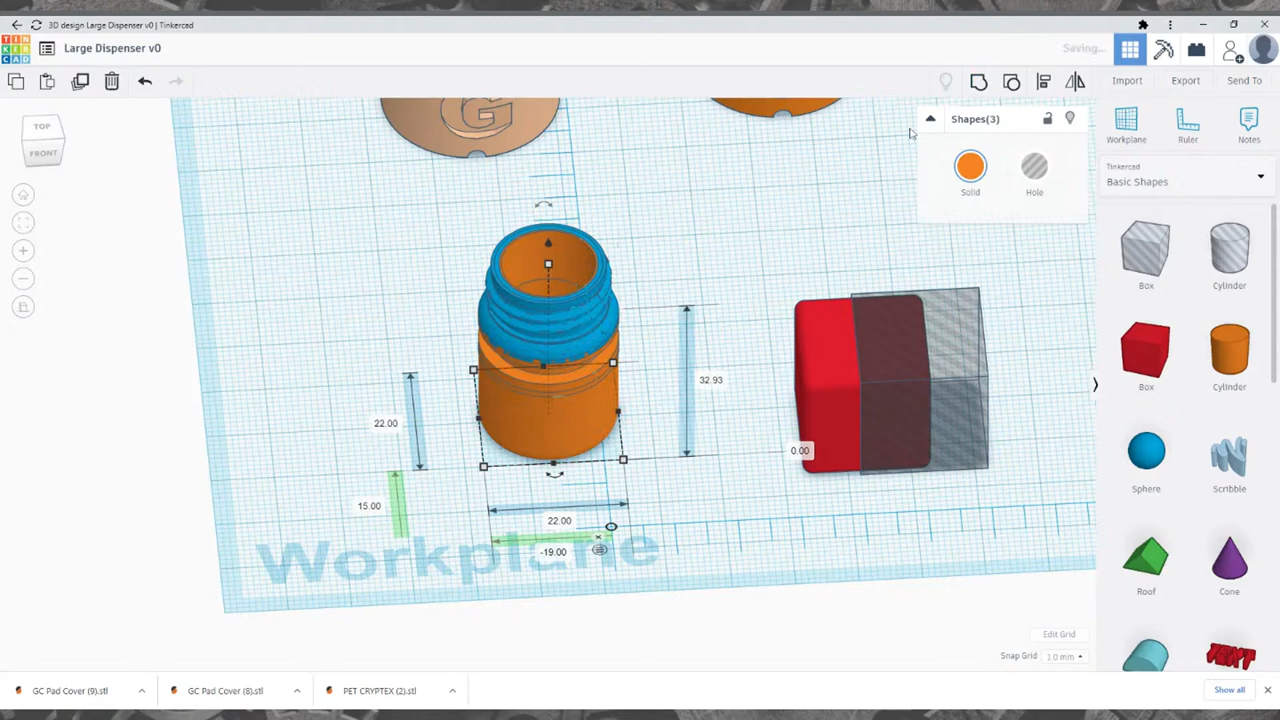 3D design Large Dispenser v0 | Tinkercad
TIN
KER
CAD
Large Dispenser v0
Saving...
Import
Export
Send To
TOP
FRONT
Shapes(3)
Solid
Hole
Workplane
Ruler
Notes
Tinkercad
Basic Shapes
Box
Cylinder
Box
Cylinder
Sphere
Scribble
Roof
Cone
TEXT
G
32.93
22.00
0.00
15.00
22.00
-19.00
Workplane
Edit Grid
Snap Grid
1.0 mm
GC Pad Cover (9).stl
GC Pad Cover (8).stl
PET CRYPTEX (2).stl
Show all